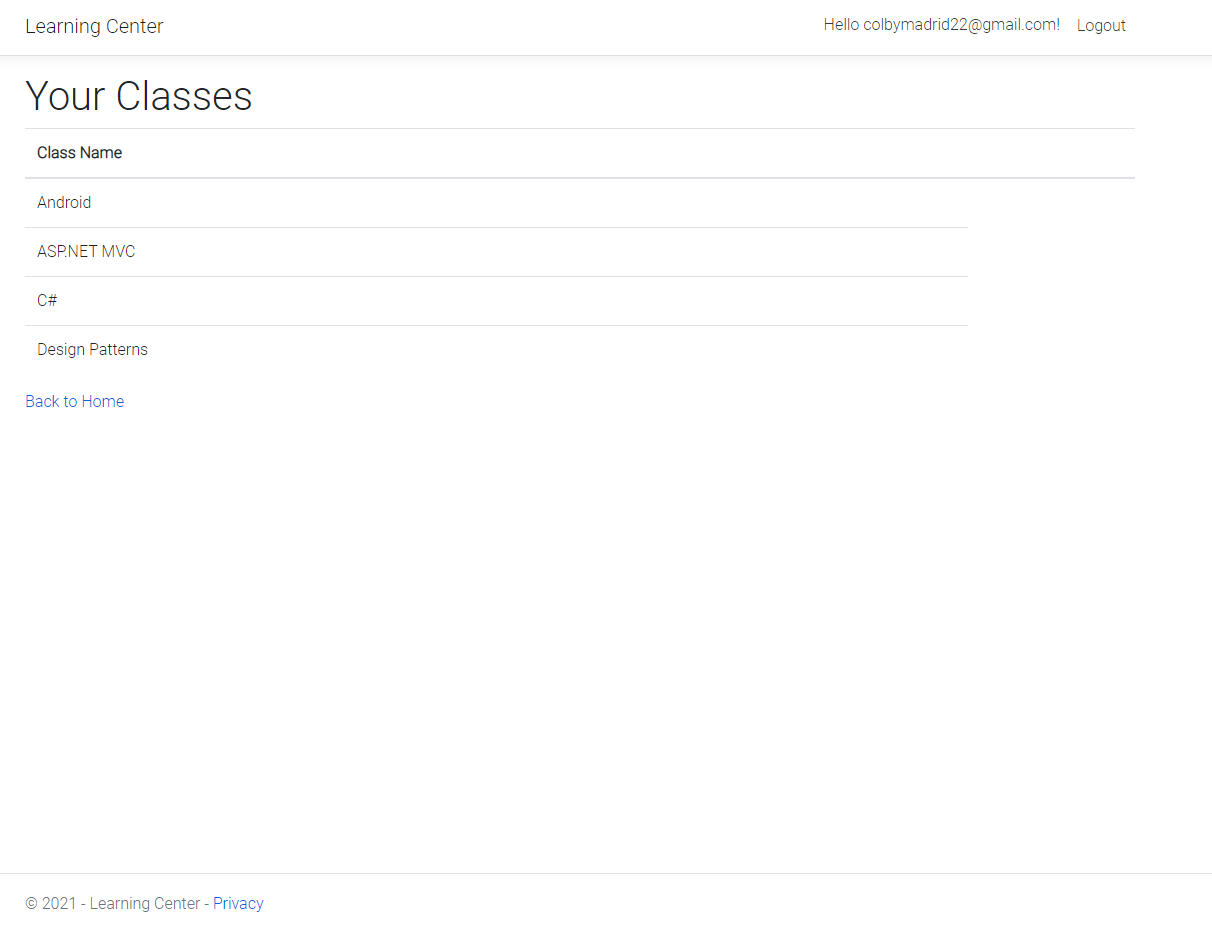 Learning Center
Hello colbymadrid22@gmail.com! Logout
Your Classes
Class Name
Android
ASP.NET MVC
C#
Design Patterns
Back to Home
© 2021 - Learning Center - Privacy